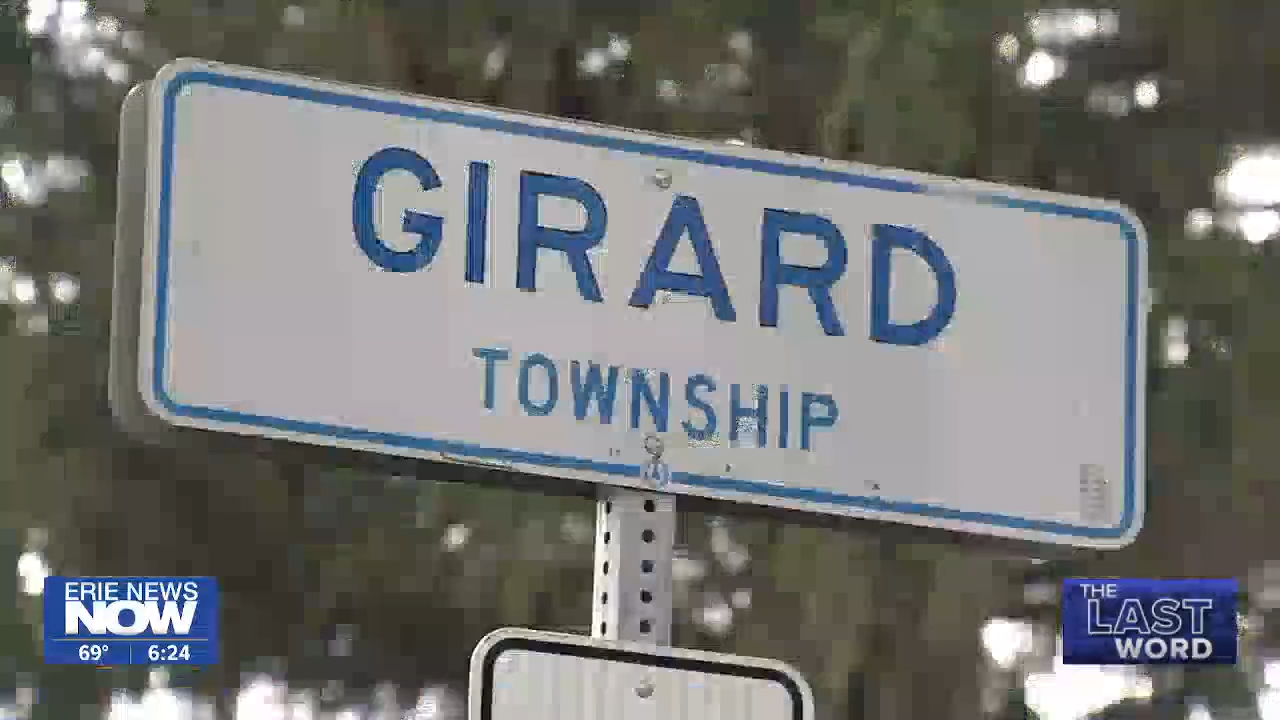 GIRARD
TOWNSHIP
ERIE NEWS
NOW
69° 6:24
THE
LAST
WORD